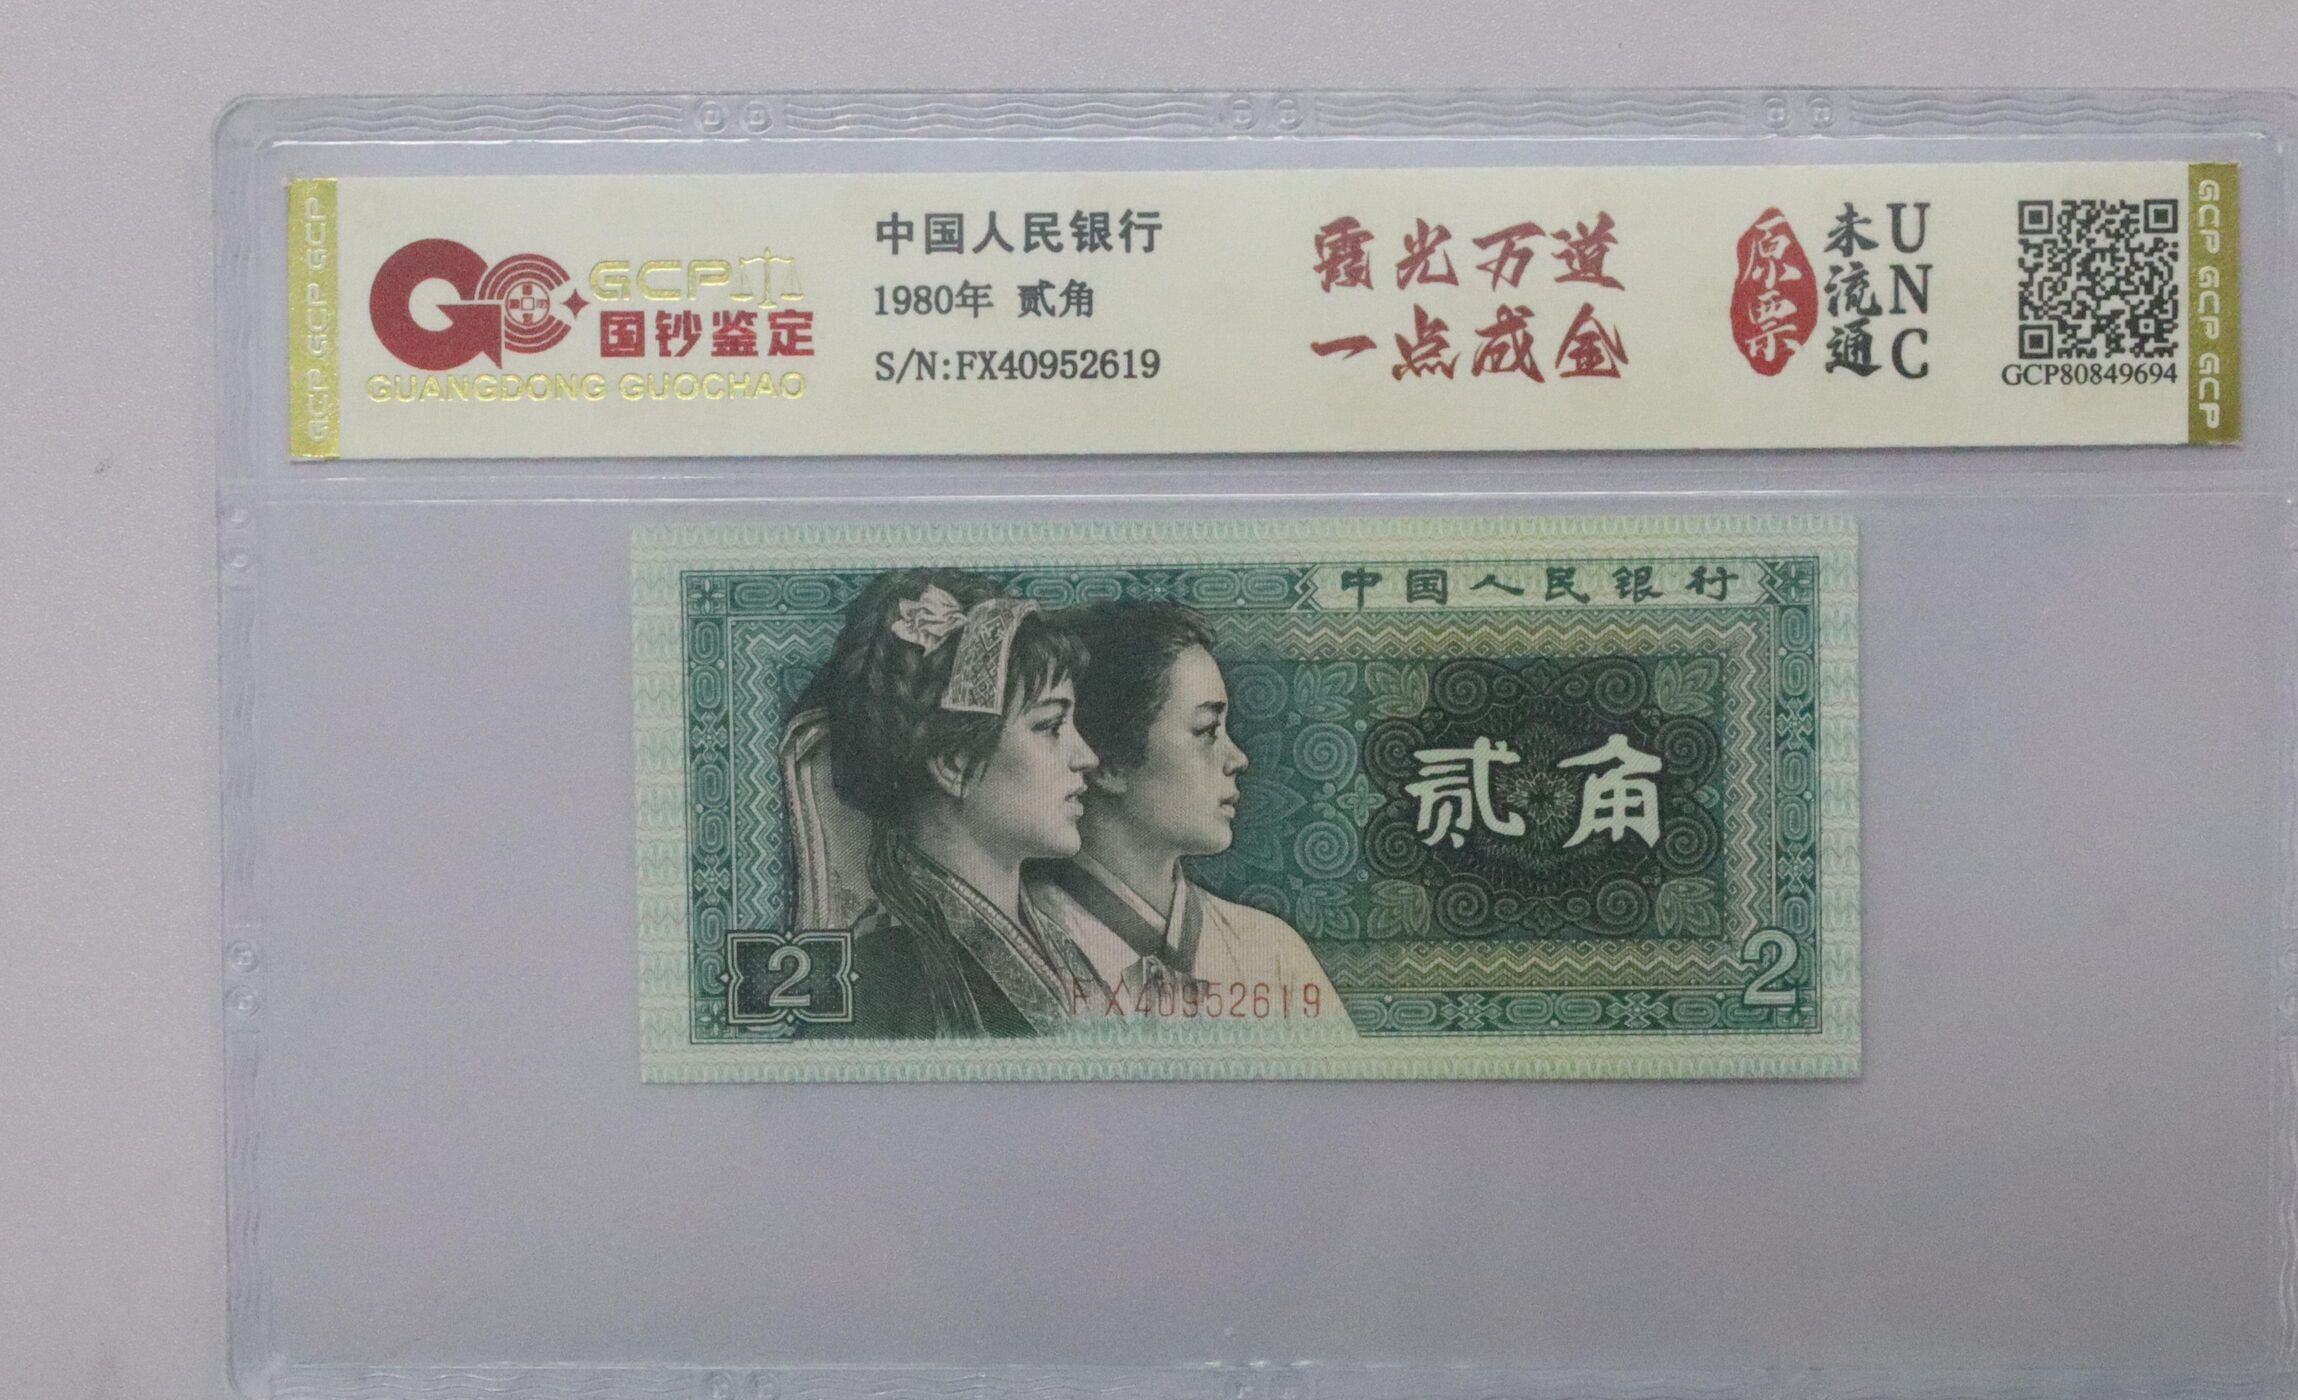 GCP GCP GCP
GCP
国钞鉴定
GUANGDONG GUOCHAO
中国人民银行
1980年 贰角
S/N:FX40952619
霞光万道
一点成金
原票
未流通
UNC
GCP80849694
GCP GCP GCP
中国人民银行
贰角
2
FX40952619
2